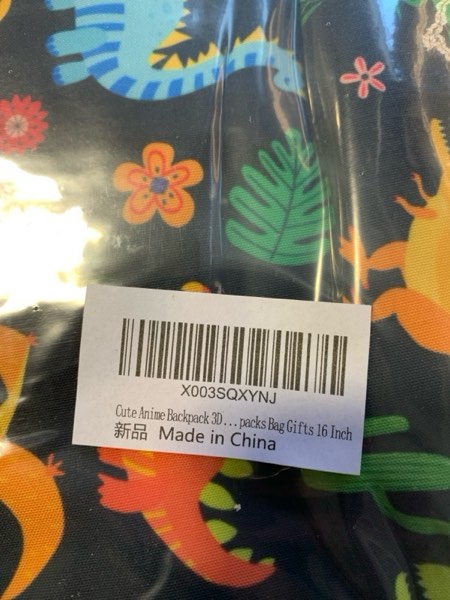 X003SQXYNJ
Cute Anime Backpack 3D...packs Bag Gifts 16 Inch
新品 Made in China